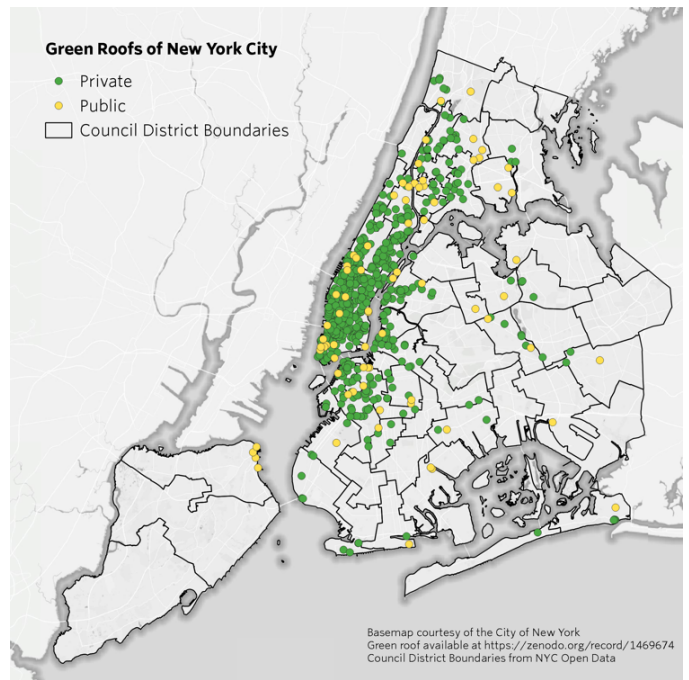 Green Roofs of New York City
Private
Public
Council District Boundaries
Basemap courtesy of the City of New York
Green roof available at https://zenodo.org/record/1469674
Council District Boundaries from NYC Open Data